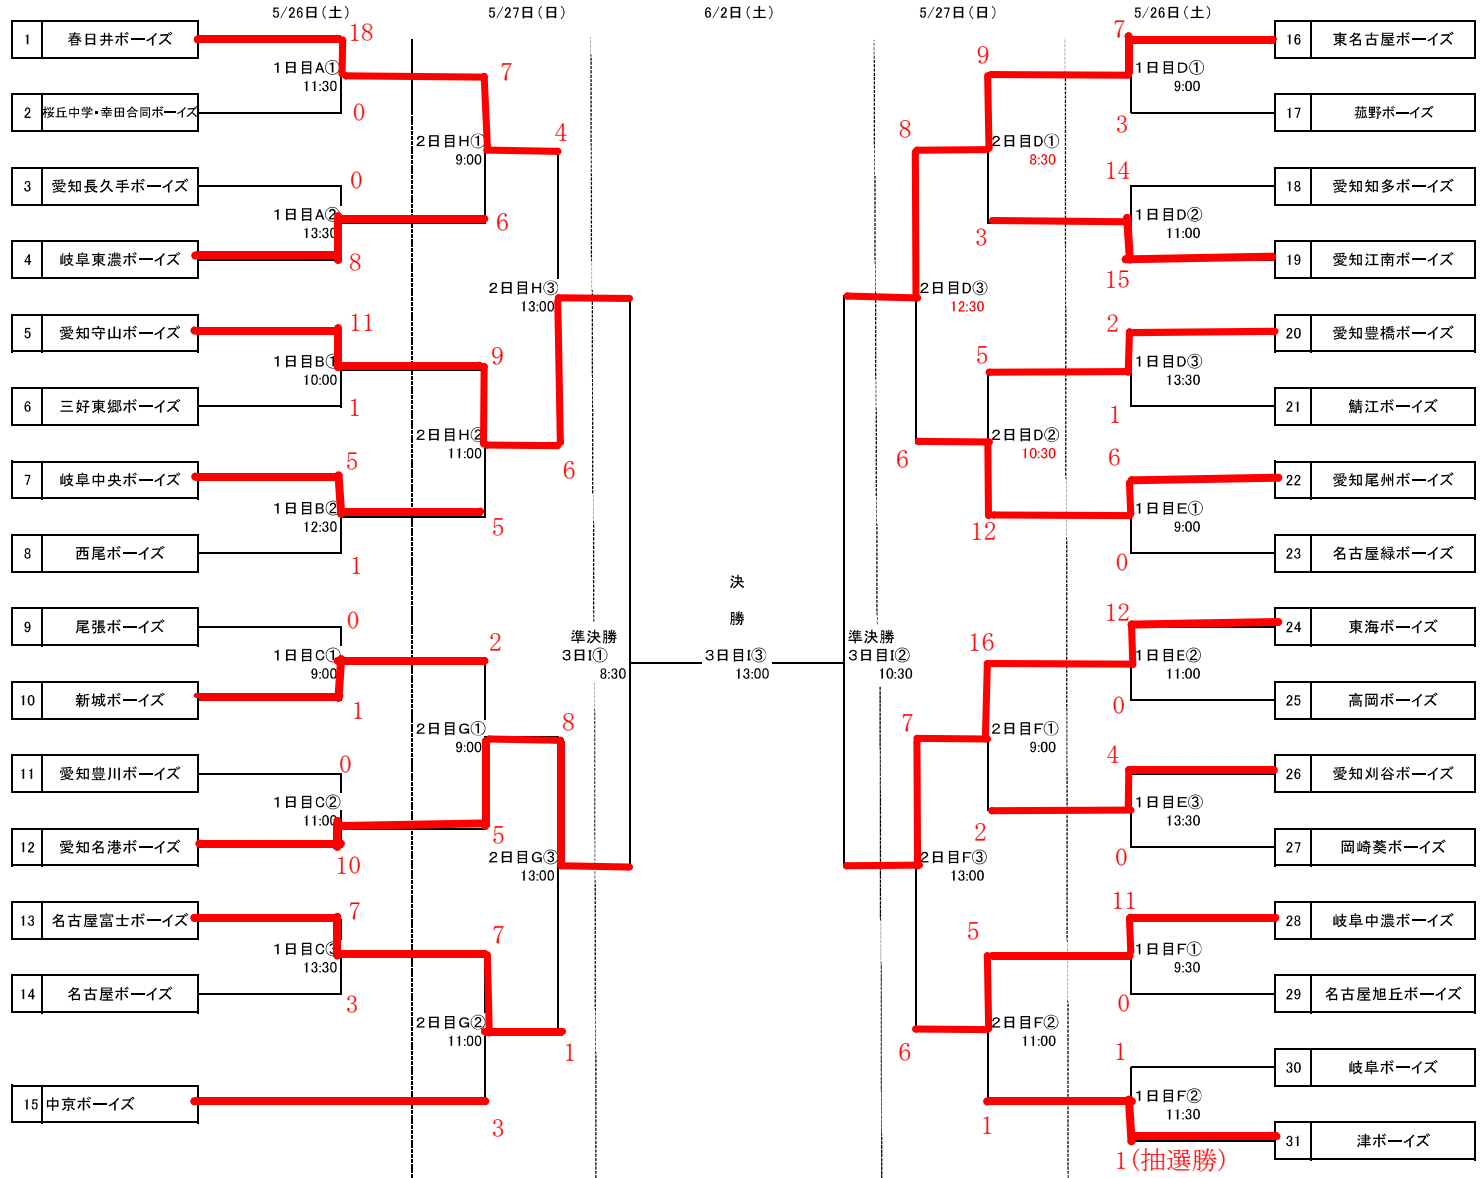 5/26日(土) 5/27日(日) 6/2日(土) 5/27日(日) 5/26日(土)
1 春日井ボーイズ 18
1日目A①
11:30
2 桜丘中学・幸田合同ボーイズ 0
7
2日目H①
9:00
4
3 愛知長久手ボーイズ 0
1日目A②
13:30
4 岐阜東濃ボーイズ 8
6
2日目H③
13:00
5 愛知守山ボーイズ 11
1日目B①
10:00
6 三好東郷ボーイズ 1
9
2日目H②
11:00
6
7 岐阜中央ボーイズ 5
1日目B②
12:30
8 西尾ボーイズ 1
5
9 尾張ボーイズ 0
1日目C①
9:00
10 新城ボーイズ 1
2
2日目G①
9:00
8
11 愛知豊川ボーイズ 0
1日目C②
11:00
12 愛知名港ボーイズ 10
5
2日目G③
13:00
13 名古屋富士ボーイズ 7
1日目C③
13:30
14 名古屋ボーイズ 3
7
2日目G②
11:00
1
15 中京ボーイズ
3
準決勝
3日I①
8:30
決
勝
3日目I③
13:00
準決勝
3日目I②
10:30
7 16 東名古屋ボーイズ
1日目D①
9:00
3 17 菰野ボーイズ
9
2日目D①
8:30
8
14 18 愛知知多ボーイズ
1日目D②
11:00
15 19 愛知江南ボーイズ
3
2日目D③
12:30
2 20 愛知豊橋ボーイズ
1日目D③
13:30
1 21 鯖江ボーイズ
5
2日目D②
10:30
6
6 22 愛知尾州ボーイズ
1日目E①
9:00
0 23 名古屋緑ボーイズ
12
12 24 東海ボーイズ
1日目E②
11:00
0 25 高岡ボーイズ
16
2日目F①
9:00
7
4 26 愛知刈谷ボーイズ
1日目E③
13:30
0 27 岡崎葵ボーイズ
2
2日目F③
13:00
11 28 岐阜中濃ボーイズ
1日目F①
9:30
0 29 名古屋旭丘ボーイズ
5
2日目F②
11:00
6
1 30 岐阜ボーイズ
1日目F②
11:30
1(抽選勝) 31 津ボーイズ
1